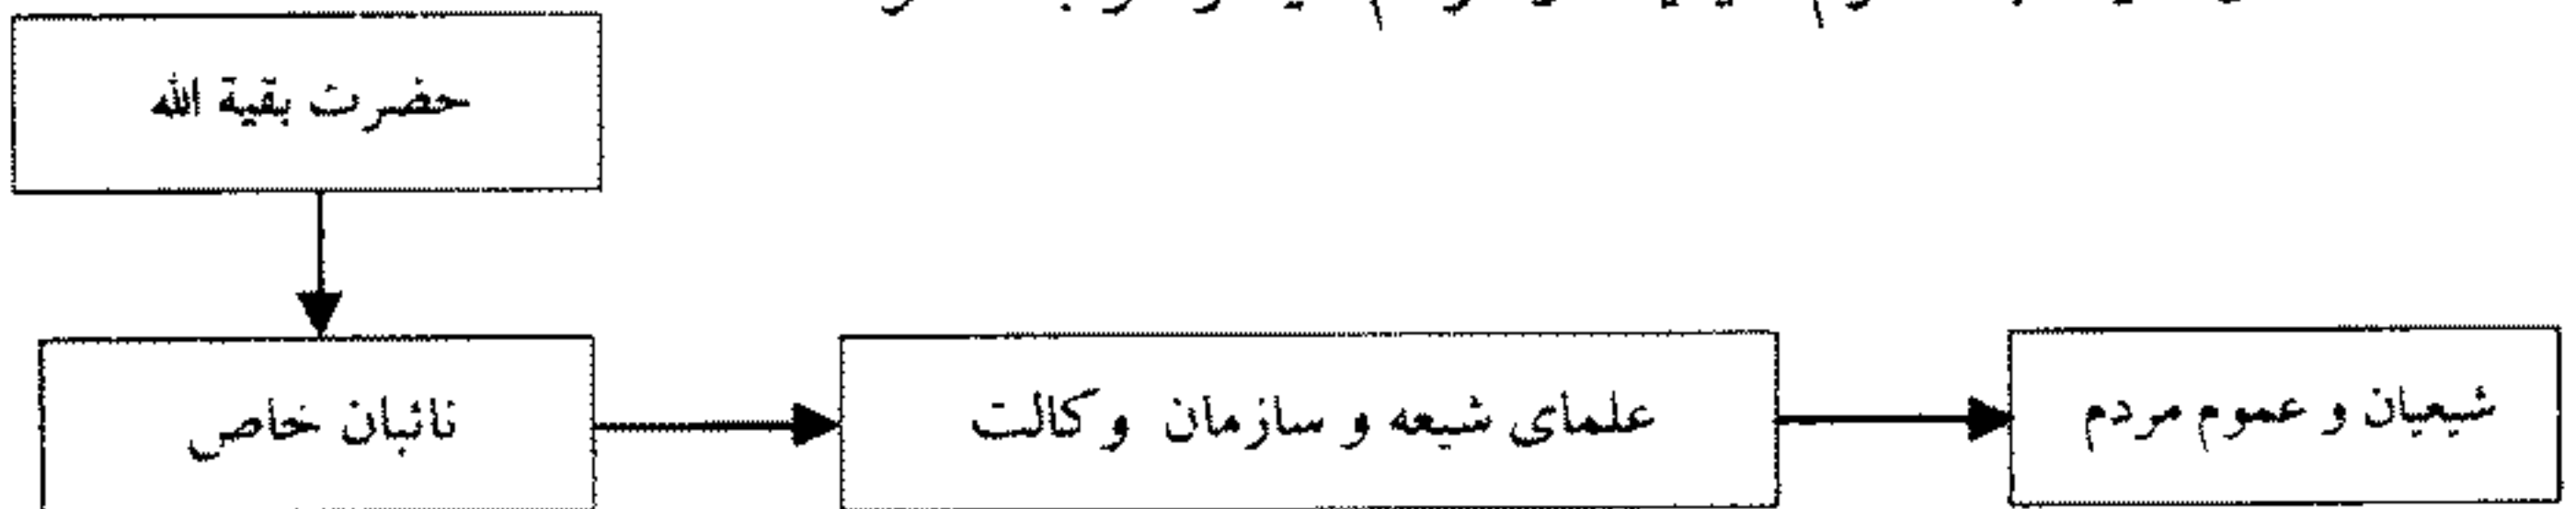 حضرت بقية الله
نائبان خاص
علمای شیعه و سازمان وکالت
شیعیان و عموم مردم